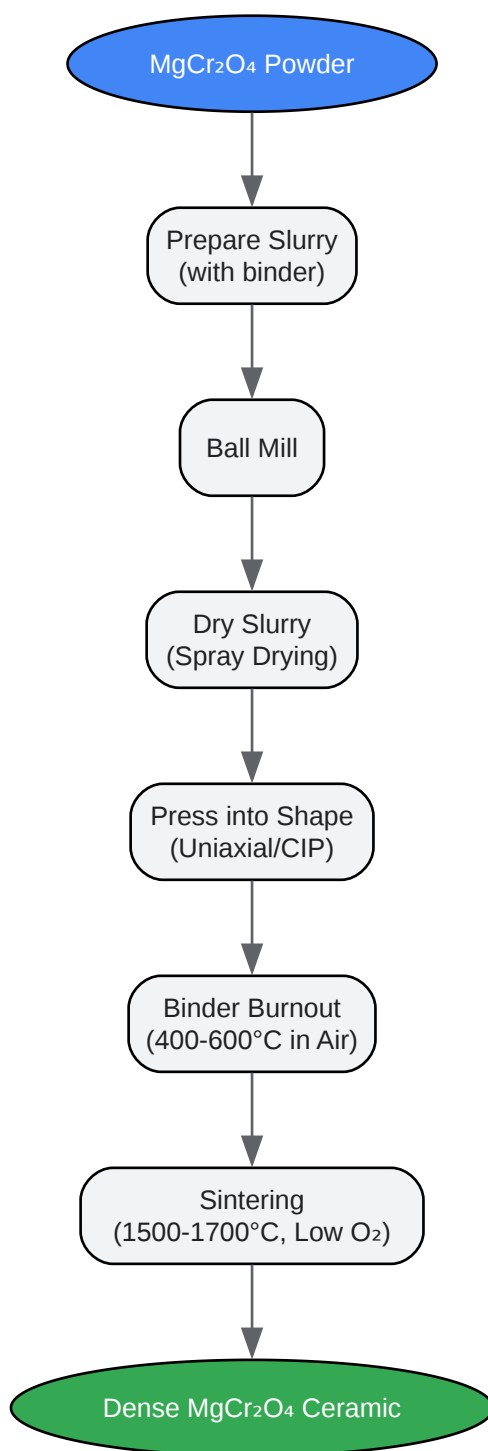 MgCr₂O₄ Powder
Prepare Slurry
(with binder)
Ball Mill
Dry Slurry
(Spray Drying)
Press into Shape
(Uniaxial/CIP)
Binder Burnout
(400-600°C in Air)
Sintering
(1500-1700°C, Low O₂)
Dense MgCr₂O₄ Ceramic